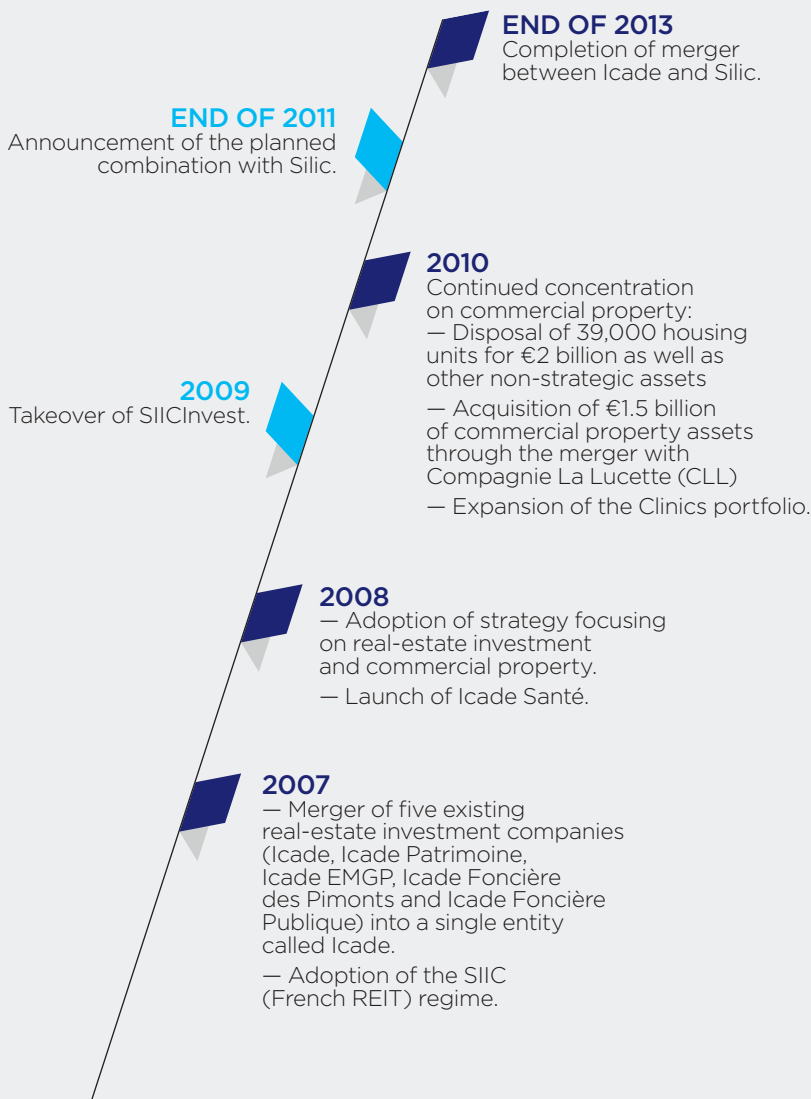 END OF 2013
Completion of merger
between Icade and Silic.
END OF 2011
Announcement of the planned
combination with Silic.
2010
Continued concentration
on commercial property:
— Disposal of 39,000 housing
units for €2 billion as well as
other non-strategic assets
— Acquisition of €1.5 billion
of commercial property assets
through the merger with
Compagnie La Lucette (CLL)
— Expansion of the Clinics portfolio.
2009
Takeover of SIICInvest.
2008
— Adoption of strategy focusing
on real-estate investment
and commercial property.
— Launch of Icade Santé.
2007
— Merger of five existing
real-estate investment companies
(Icade, Icade Patrimoine,
Icade EMGP, Icade Foncière
des Pimonts and Icade Foncière
Publique) into a single entity
called Icade.
— Adoption of the SIIC
(French REIT) regime.